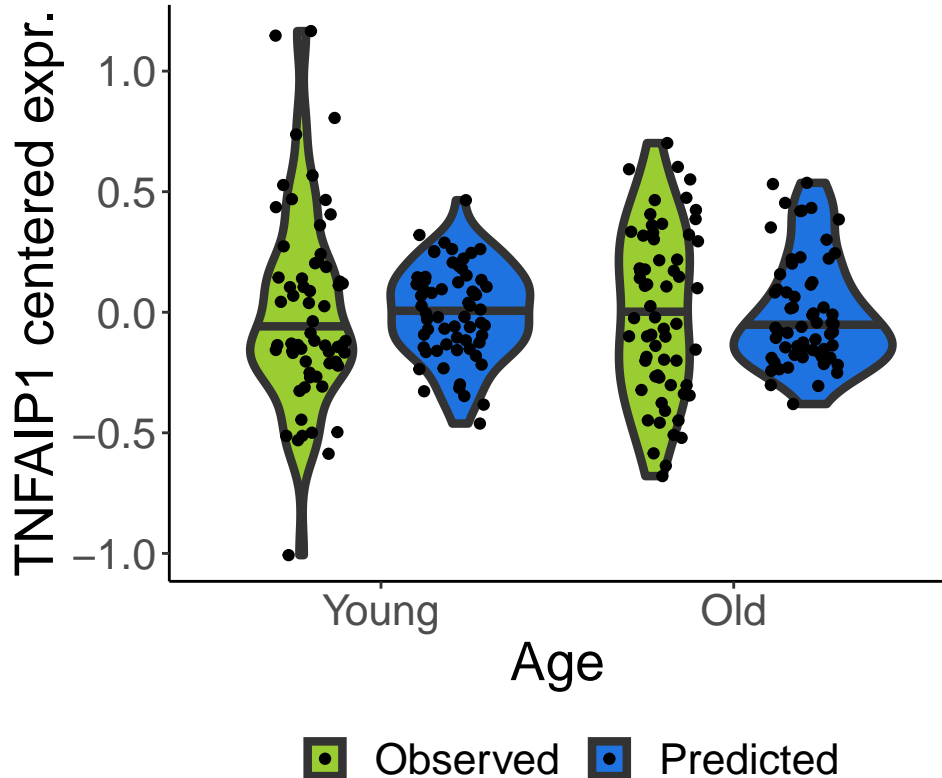 TNFAIP1 centered expr.
1.0
0.5
0.0
−0.5
−1.0
Young Old
Age
Observed Predicted